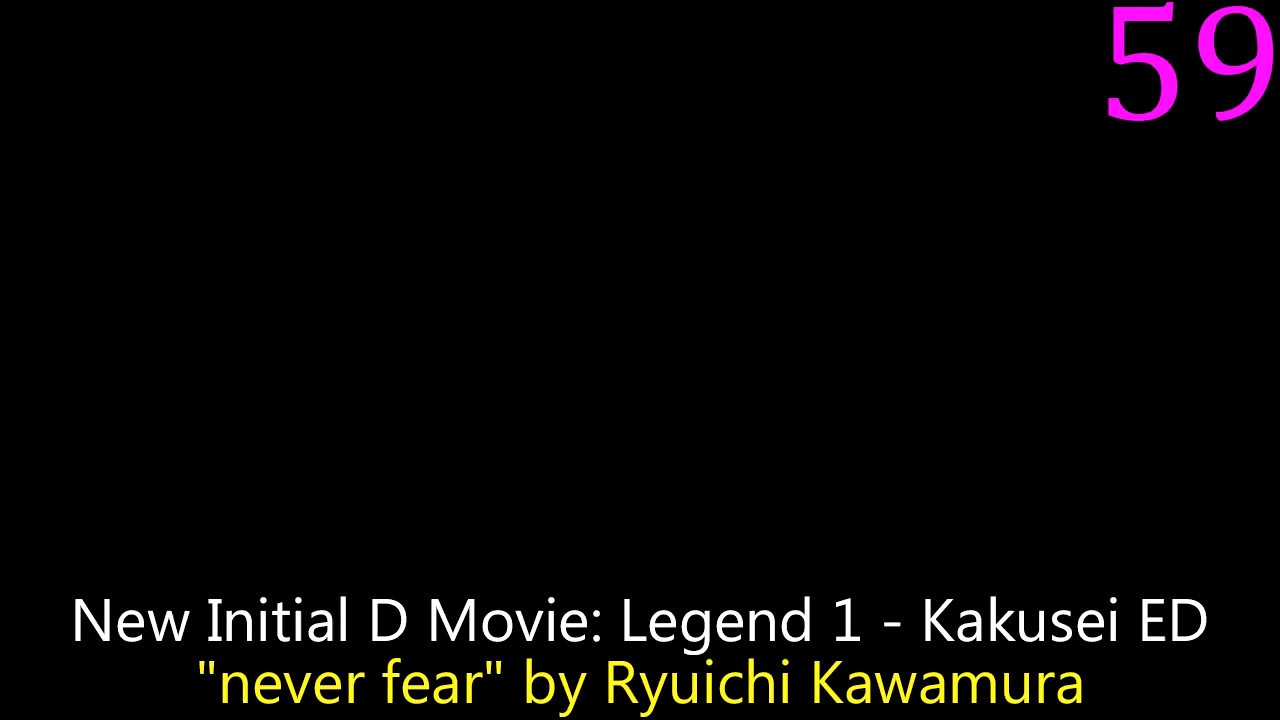 59
New Initial D Movie: Legend 1 - Kakusei ED
"never fear" by Ryuichi Kawamura